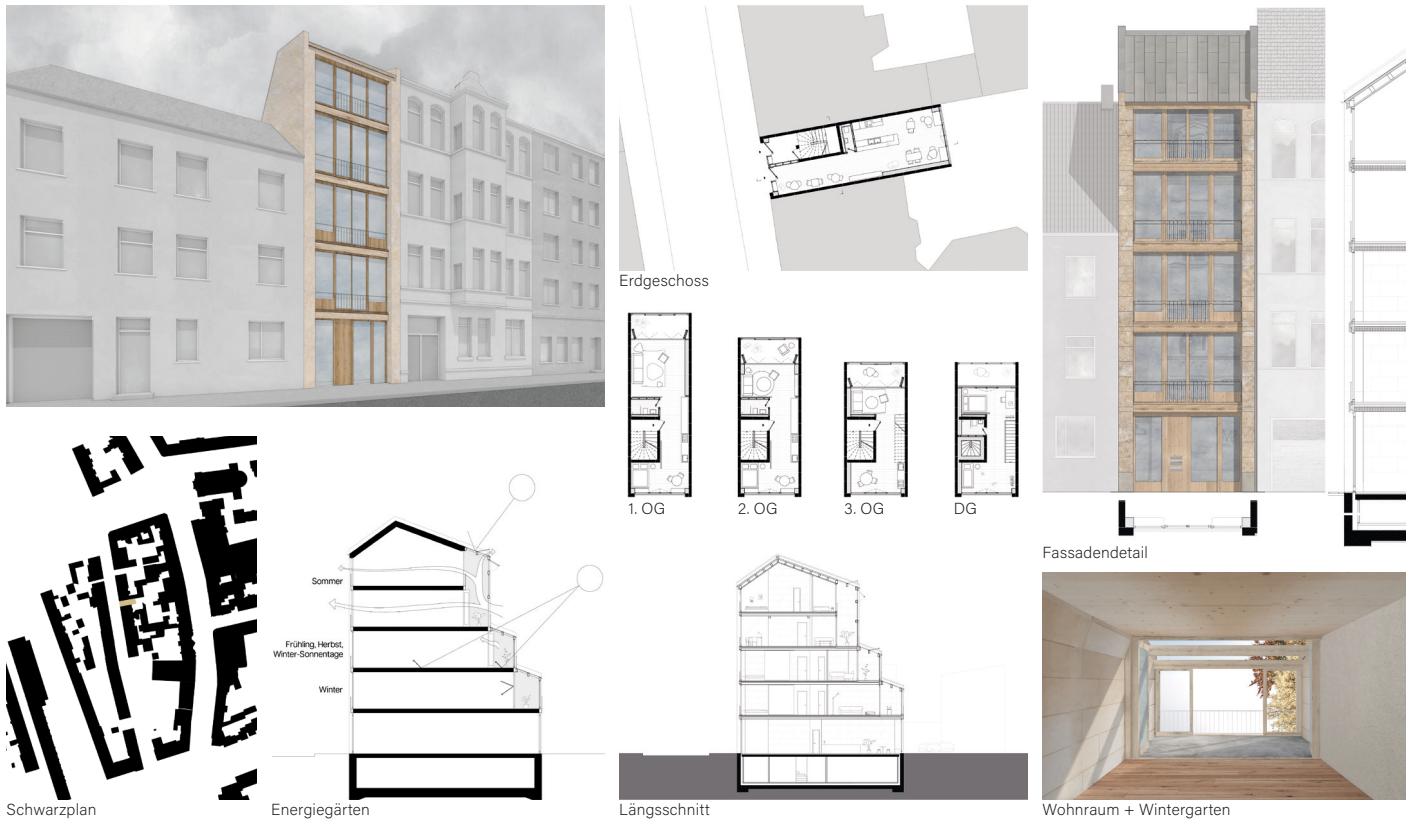 Erdgeschoss
1. OG
2. OG
3. OG
DG
Fassadendetail
Sommer
Frühling, Herbst,
Winter-Sonnentage
Winter
Schwarzplan
Energiegärten
Längsschnitt
Wohnraum + Wintergarten